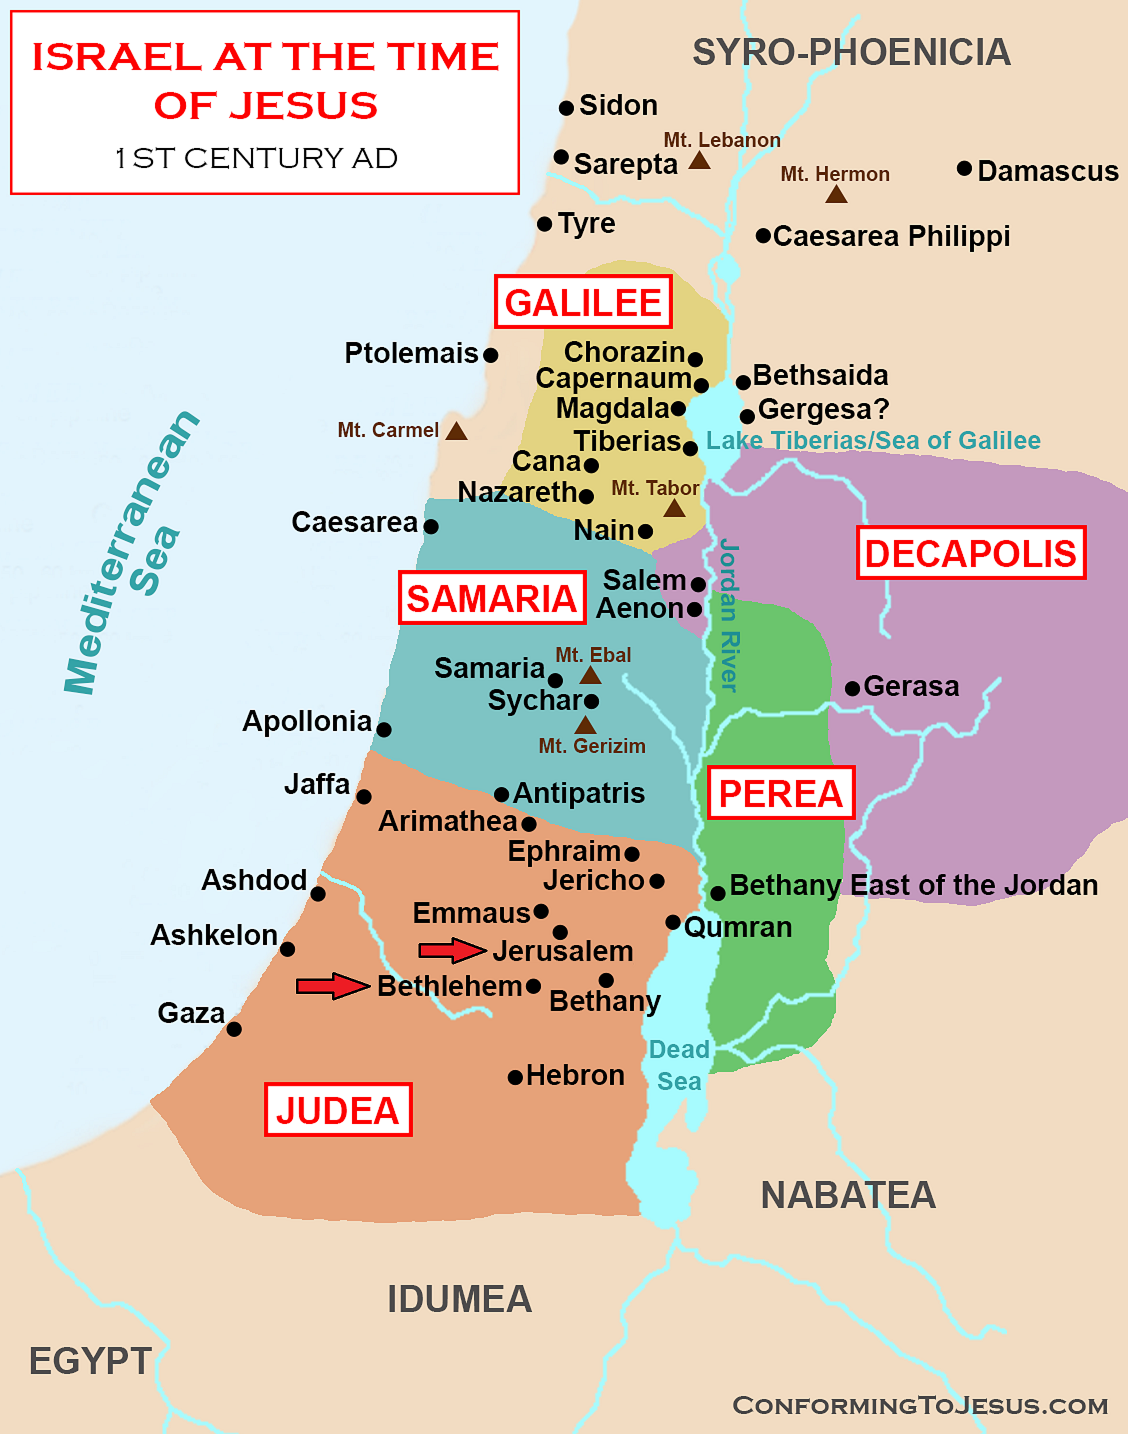 ISRAEL AT THE TIME
OF JESUS
1ST CENTURY AD
SYRO-PHOENICIA
Sidon
Mt. Lebanon
Sarepta
Mt. Hermon
Damascus
Tyre
Caesarea Philippi
GALILEE
Ptolemais
Chorazin
Capernaum
Bethsaida
Magdala
Gergesa?
Mt. Carmel
Tiberias
Lake Tiberias/Sea of Galilee
Cana
Nazareth
Mt. Tabor
Caesarea
Nain
Mediterranean
Sea
DECAPOLIS
Jordan River
SAMARIA
Salem
Aenon
Mt. Ebal
Samaria
Sychar
Gerasa
Apollonia
Mt. Gerizim
Jaffa
Antipatris
PEREA
Arimathea
Ephraim
Ashdod
Jericho
Bethany East of the Jordan
Emmaus
Qumran
Ashkelon
Jerusalem
Bethlehem
Bethany
Gaza
Dead
Sea
Hebron
JUDEA
NABATEA
IDUMEA
EGYPT
CONFORMINGTOJESUS.COM